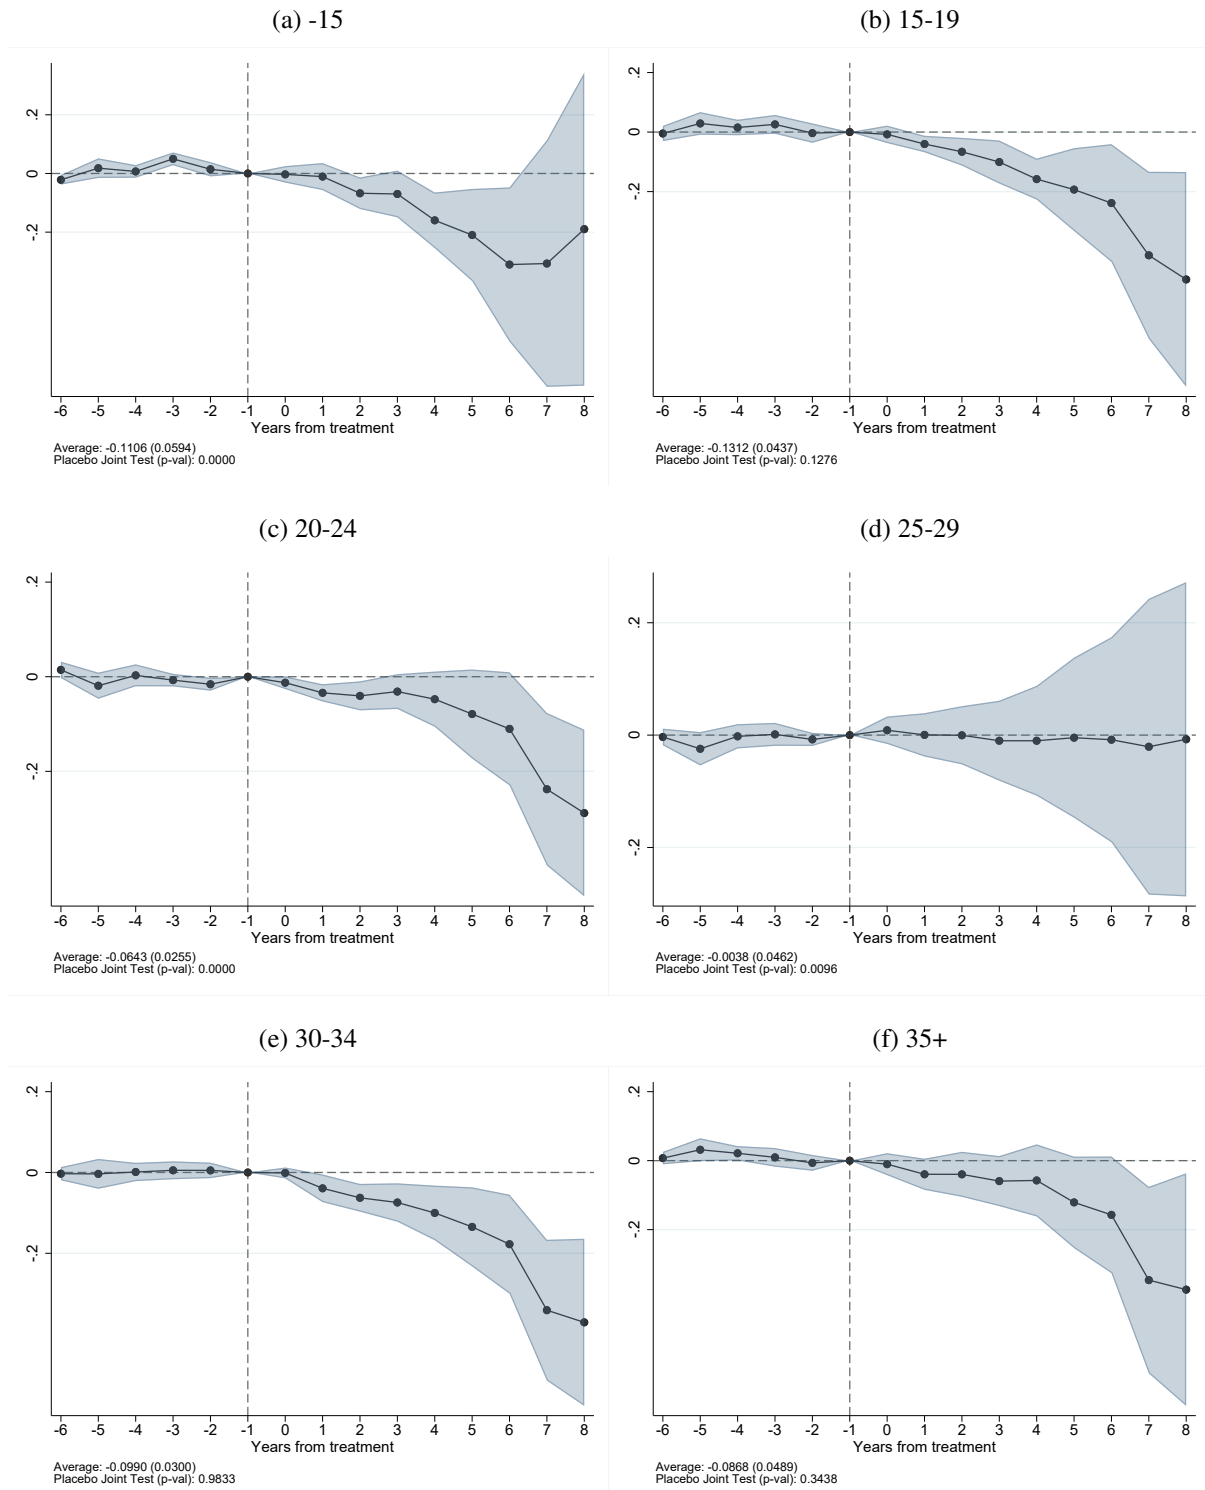 (a) -15
.2
0
-.2
-6 -5 -4 -3 -2 -1 0 1 2 3 4 5 6 7 8
Years from treatment
Average: -0.1106 (0.0594)
Placebo Joint Test (p-val): 0.0000
(b) 15-19
.2
0
-.2
-6 -5 -4 -3 -2 -1 0 1 2 3 4 5 6 7 8
Years from treatment
Average: -0.1312 (0.0437)
Placebo Joint Test (p-val): 0.1276
(c) 20-24
.2
0
-.2
-6 -5 -4 -3 -2 -1 0 1 2 3 4 5 6 7 8
Years from treatment
Average: -0.0643 (0.0255)
Placebo Joint Test (p-val): 0.0000
(d) 25-29
.2
0
-.2
-6 -5 -4 -3 -2 -1 0 1 2 3 4 5 6 7 8
Years from treatment
Average: -0.0038 (0.0462)
Placebo Joint Test (p-val): 0.0096
(e) 30-34
.2
0
-.2
-6 -5 -4 -3 -2 -1 0 1 2 3 4 5 6 7 8
Years from treatment
Average: -0.0990 (0.0300)
Placebo Joint Test (p-val): 0.9833
(f) 35+
.2
0
-.2
-6 -5 -4 -3 -2 -1 0 1 2 3 4 5 6 7 8
Years from treatment
Average: -0.0868 (0.0489)
Placebo Joint Test (p-val): 0.3438